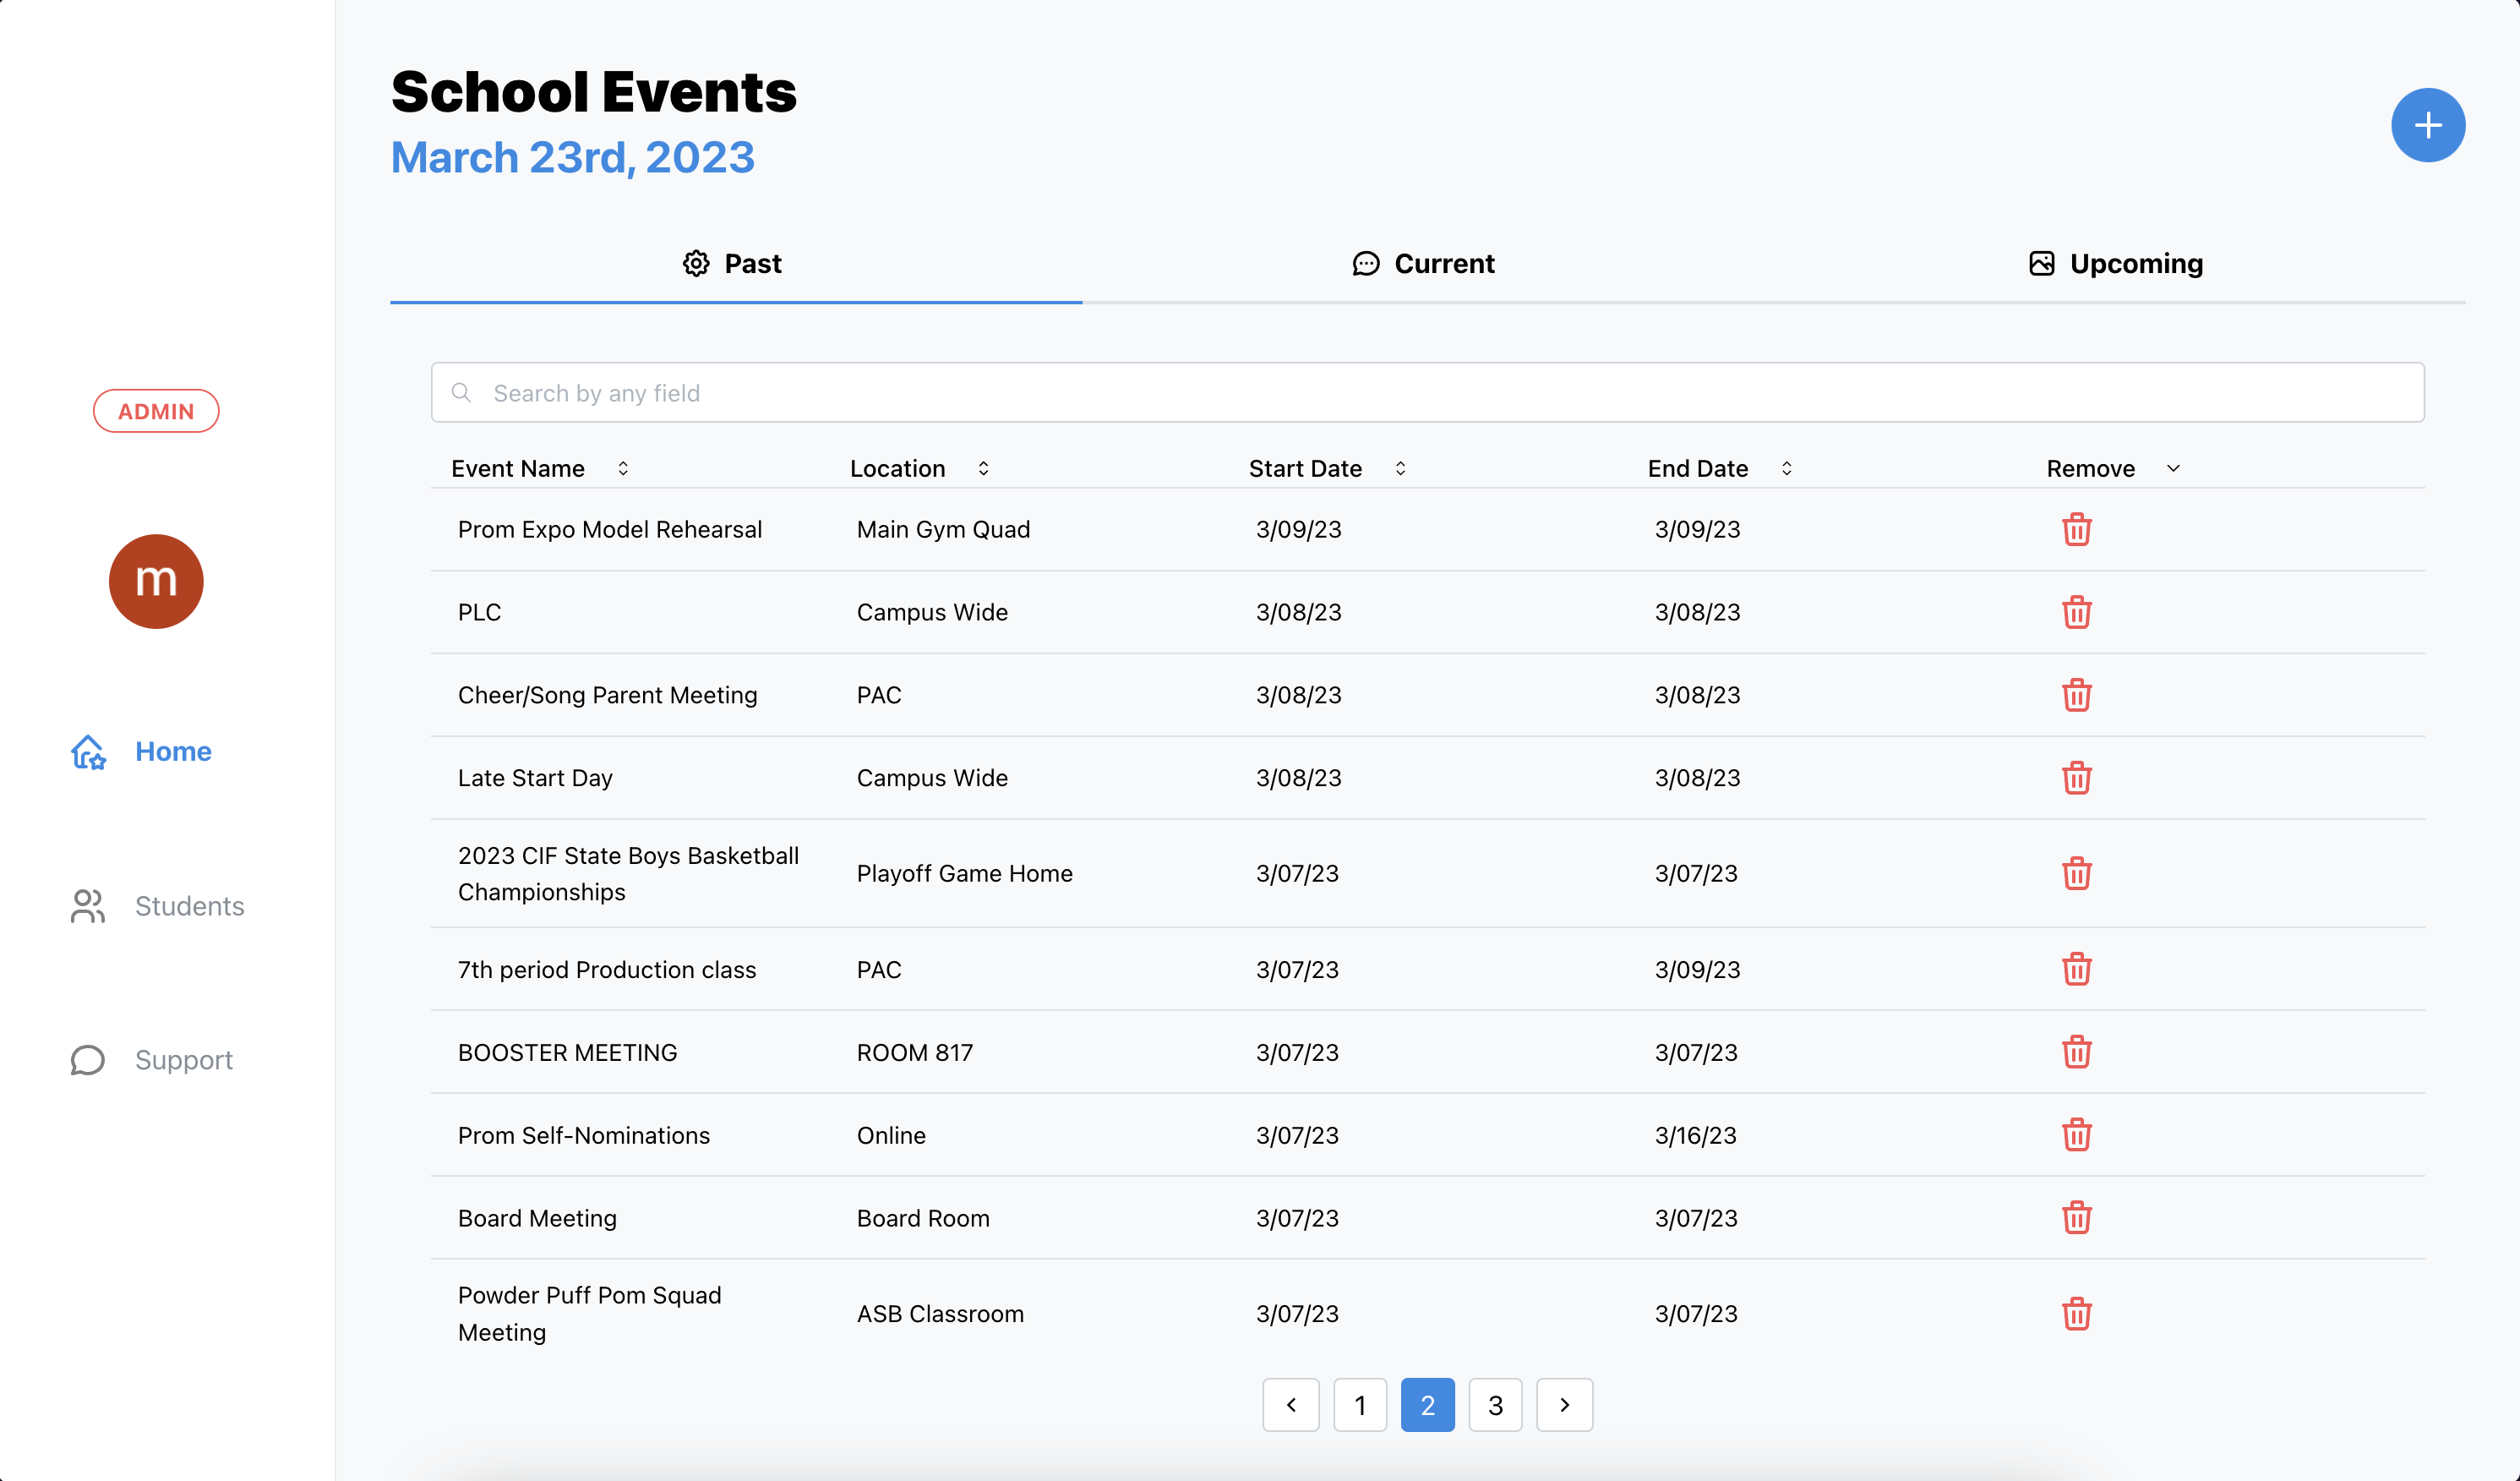 School Events
March 23rd, 2023
Past
Current
Upcoming
ADMIN
m
Home
Students
Support
Search by any field
Event Name Location Start Date End Date Remove
Prom Expo Model Rehearsal Main Gym Quad 3/09/23 3/09/23
PLC Campus Wide 3/08/23 3/08/23
Cheer/Song Parent Meeting PAC 3/08/23 3/08/23
Late Start Day Campus Wide 3/08/23 3/08/23
2023 CIF State Boys Basketball
Championships
Playoff Game Home 3/07/23 3/07/23
7th period Production class PAC 3/07/23 3/09/23
BOOSTER MEETING ROOM 817 3/07/23 3/07/23
Prom Self-Nominations Online 3/07/23 3/16/23
Board Meeting Board Room 3/07/23 3/07/23
Powder Puff Pom Squad
Meeting
ASB Classroom 3/07/23 3/07/23
1 2 3